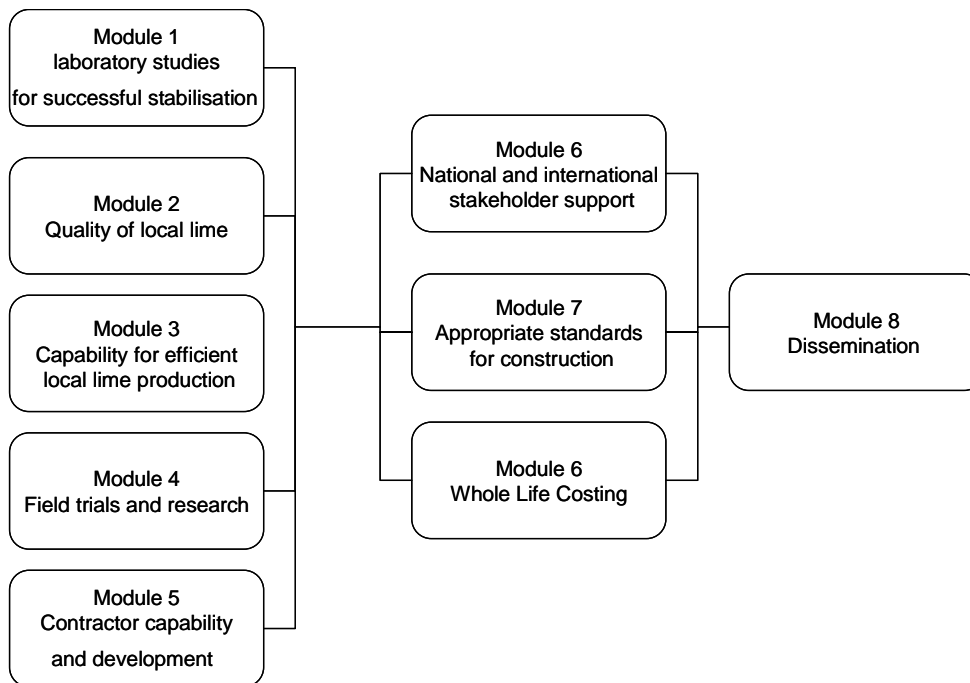 Module 1
laboratory studies
for successful stabilisation
Module 2
Quality of local lime
Module 3
Capability for efficient
local lime production
Module 4
Field trials and research
Module 5
Contractor capability
and development
Module 6
National and international
stakeholder support
Module 7
Appropriate standards
for construction
Module 6
Whole Life Costing
Module 8
Dissemination